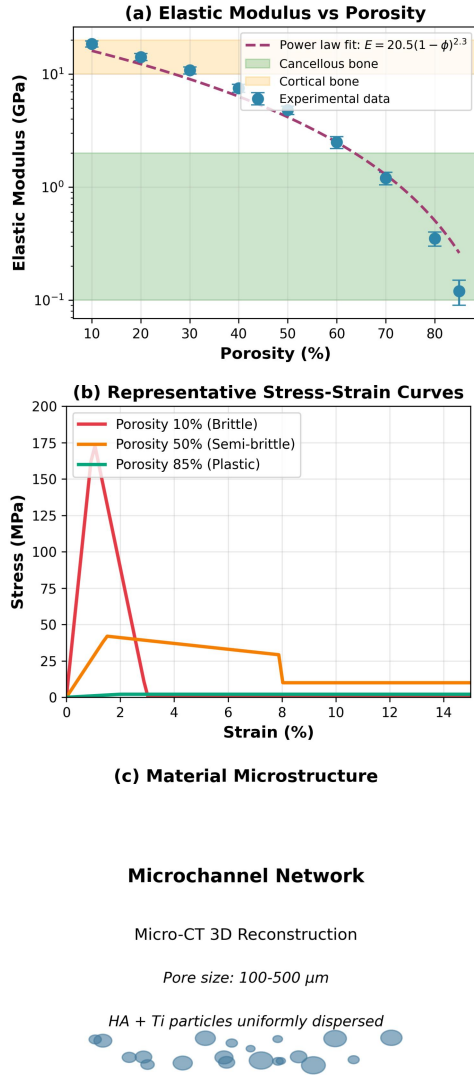 (a) Elastic Modulus vs Porosity
Elastic Modulus (GPa)
10¹
10⁰
10⁻¹
Power law fit: E = 20.5(1 − ϕ)²·³
Cancellous bone
Cortical bone
Experimental data
10 20 30 40 50 60 70 80
Porosity (%)
(b) Representative Stress-Strain Curves
Stress (MPa)
200
175
150
125
100
75
50
25
0
Porosity 10% (Brittle)
Porosity 50% (Semi-brittle)
Porosity 85% (Plastic)
0 2 4 6 8 10 12 14
Strain (%)
(c) Material Microstructure
Microchannel Network
Micro-CT 3D Reconstruction
Pore size: 100-500 μm
HA + Ti particles uniformly dispersed